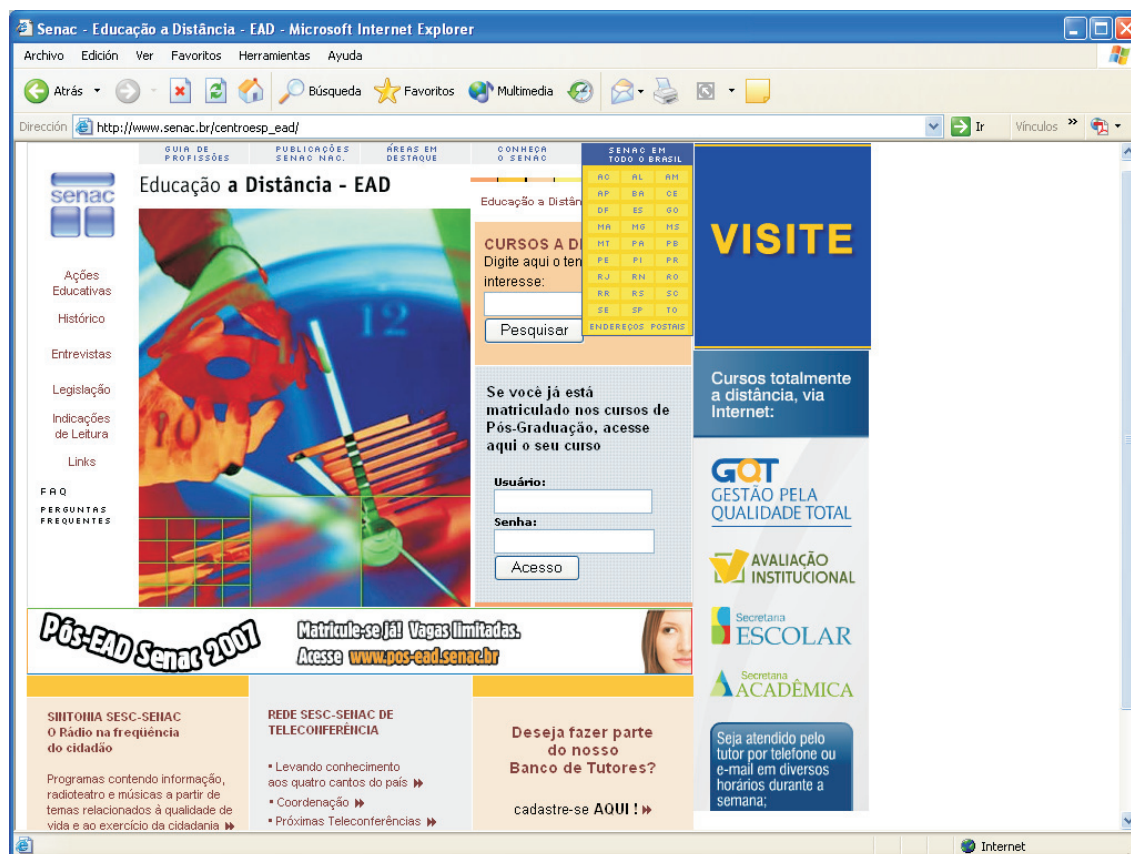 Senac - Educação a Distância - EAD - Microsoft Internet Explorer
Archivo Edición Ver Favoritos Herramientas Ayuda
Atrás Búsqueda Favoritos Multimedia
Dirección http://www.senac.br/centroesp_ead/ Ir Vínculos »
GUIA DE
PROFISSÕES
PUBLICAÇÕES
SENAC NAC.
ÁREAS EM
DESTAQUE
CONHEÇA
O SENAC
SENAC EM
TODO O BRASIL
AC AL AM
AP BA CE
DF ES GO
MA MG MS
MT PA PB
PE PI PR
RJ RN RO
RR RS SC
SE SP TO
ENDEREÇOS POSTAIS
senac
Ações
Educativas
Histórico
Entrevistas
Legislação
Indicações
de Leitura
Links
FAQ
PERGUNTAS
FREQUENTES
Educação a Distância - EAD
12
10
Educação a Distân
CURSOS A DI
Digite aqui o ten
interesse:
Pesquisar
Se você já está
matriculado nos cursos de
Pós-Graduação, acesse
aqui o seu curso
Usuário:
Senha:
Acesso
VISITE
Cursos totalmente
a distância, via
Internet:
GQT
GESTÃO PELA
QUALIDADE TOTAL
AVALIAÇÃO
INSTITUCIONAL
Secretaria
ESCOLAR
Secretaria
ACADÊMICA
Seja atendido pelo
tutor por telefone ou
e-mail em diversos
horários durante a
semana;
Pós-EAD Senac 2007
Matricule-se já! Vagas limitadas.
Acesse www.pos-ead.senac.br
SINTONIA SESC-SENAC
O Rádio na freqüência
do cidadão
Programas contendo informação,
radioteatro e músicas a partir de
temas relacionados à qualidade de
vida e ao exercício da cidadania
REDE SESC-SENAC DE
TELECONFERÊNCIA
▪ Levando conhecimento
aos quatro cantos do país
▪ Coordenação
▪ Próximas Teleconferências
Deseja fazer parte
do nosso
Banco de Tutores?
cadastre-se AQUI !
Internet